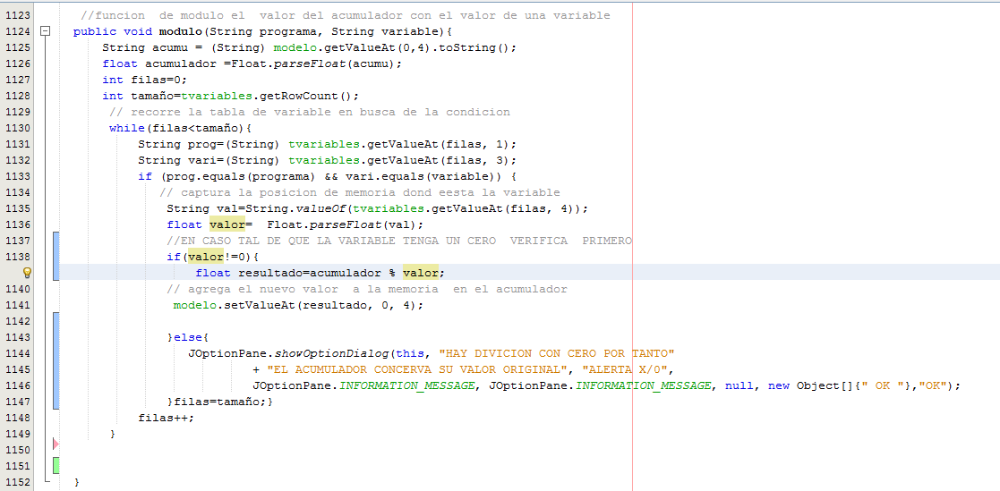 1123 //funcion  de modulo el  valor del acumulador con el valor de una variable
1124 public void modulo(String programa, String variable){
1125 String acumu = (String) modelo.getValueAt(0,4).toString();
1126 float acumulador =Float.parseFloat(acumu);
1127 int filas=0;
1128 int tamaño=tvariables.getRowCount();
1129 // recorre la tabla de variable en busca de la condicion
1130 while(filas<tamaño){
1131 String prog=(String) tvariables.getValueAt(filas, 1);
1132 String vari=(String) tvariables.getValueAt(filas, 3);
1133 if (prog.equals(programa) && vari.equals(variable)) {
1134 // captura la posicion de memoria dond eesta la variable
1135 String val=String.valueOf(tvariables.getValueAt(filas, 4));
1136 float valor=  Float.parseFloat(val);
1137 //EN CASO TAL DE QUE LA VARIABLE TENGA UN CERO  VERIFICA  PRIMERO
1138 if(valor!=0){
float resultado=acumulador % valor;
1140 // agrega el nuevo valor  a la memoria  en el acumulador
1141 modelo.setValueAt(resultado, 0, 4);
1142
1143 }else{
1144 JOptionPane.showOptionDialog(this, "HAY DIVICION CON CERO POR TANTO"
1145 + "EL ACUMULADOR CONCERVA SU VALOR ORIGINAL", "ALERTA X/0",
1146 JOptionPane.INFORMATION_MESSAGE, JOptionPane.INFORMATION_MESSAGE, null, new Object[]{" OK "},"OK");
1147 }filas=tamaño;}
1148 filas++;
1149 }
1150
1151
1152 }